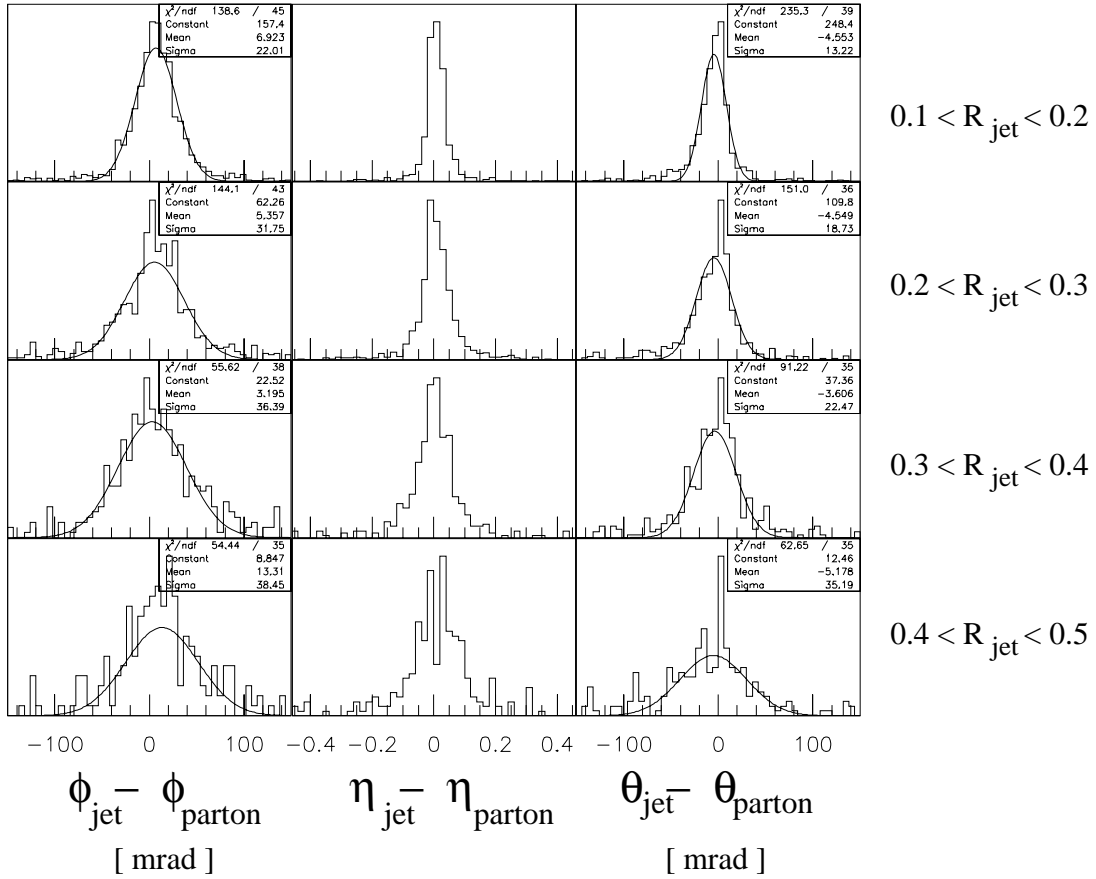 χ²/ndf 138.6 / 45
Constant 157.4
Mean 6.923
Sigma 22.01
χ²/ndf 235.3 / 39
Constant 248.4
Mean -4.553
Sigma 13.22
0.1 < R jet < 0.2
χ²/ndf 144.1 / 43
Constant 62.26
Mean 5.357
Sigma 31.75
χ²/ndf 151.0 / 36
Constant 109.8
Mean -4.549
Sigma 18.73
0.2 < R jet < 0.3
χ²/ndf 55.62 / 38
Constant 22.52
Mean 3.195
Sigma 36.39
χ²/ndf 91.22 / 35
Constant 37.36
Mean -3.606
Sigma 22.47
0.3 < R jet < 0.4
χ²/ndf 54.44 / 35
Constant 8.847
Mean 13.31
Sigma 38.45
χ²/ndf 62.65 / 35
Constant 12.46
Mean -5.178
Sigma 35.19
0.4 < R jet < 0.5
-100 0 100 -0.4 -0.2 0 0.2 0.4 -100 0 100
ϕjet - ϕparton ηjet - ηparton θjet - θparton
[ mrad ] [ mrad ]